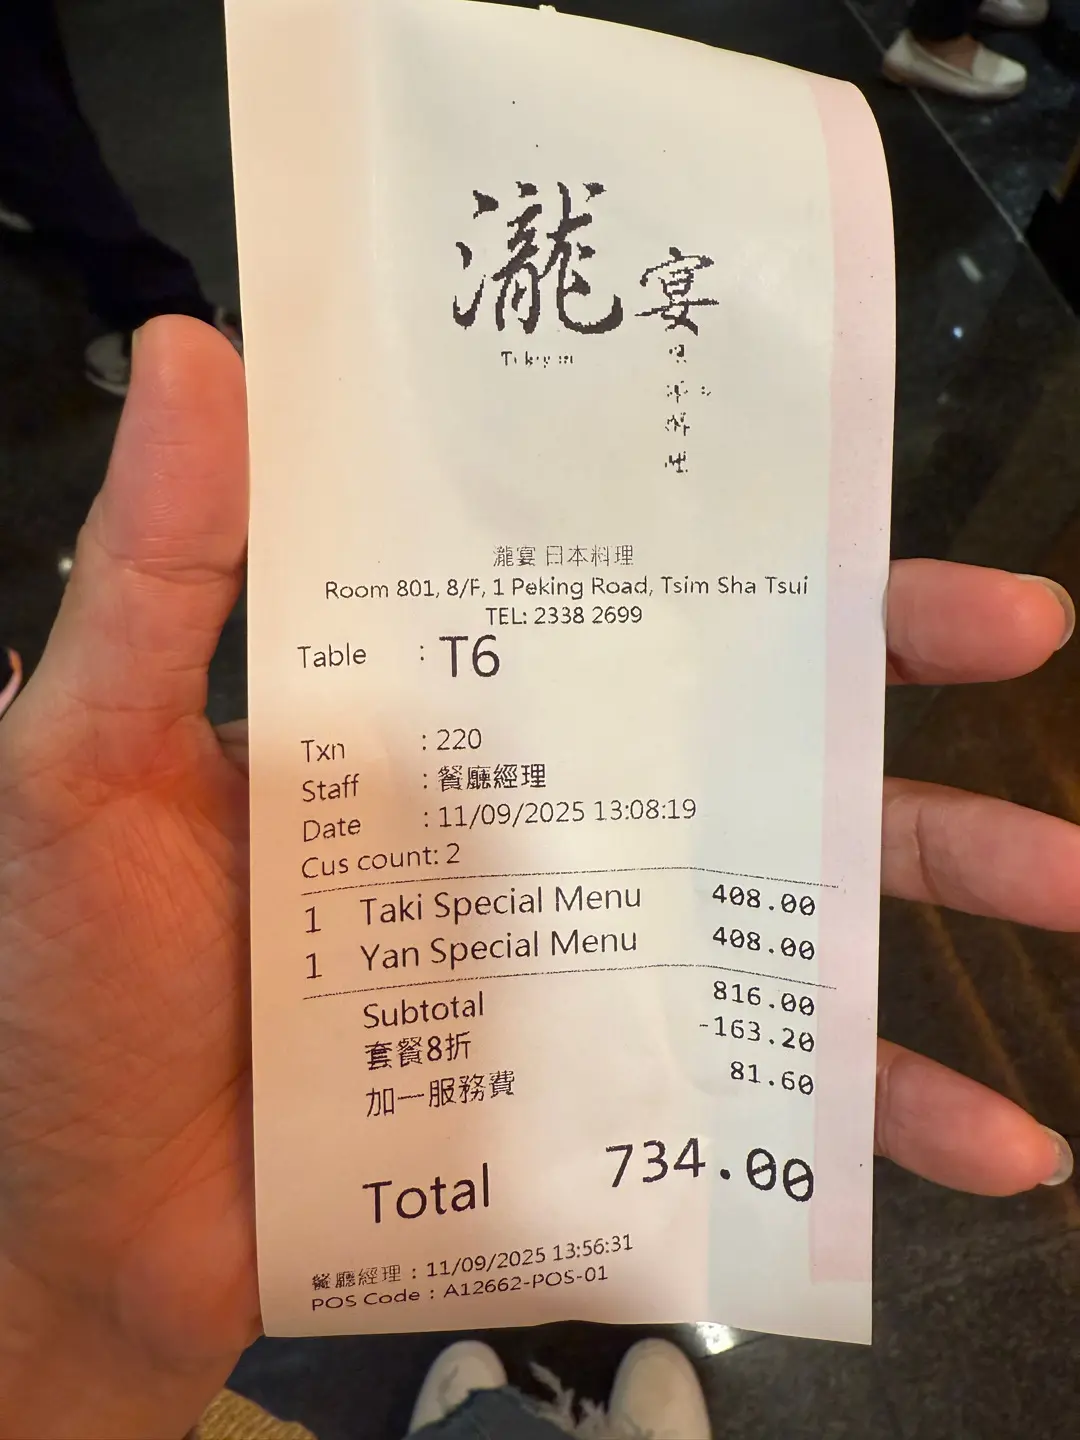 瀧宴
瀧宴 日本料理
Room 801, 8/F, 1 Peking Road, Tsim Sha Tsui
TEL: 2338 2699
Table : T6
Txn : 220
Staff : 餐廳經理
Date : 11/09/2025 13:08:19
Cus count: 2
1 Taki Special Menu 408.00
1 Yan Special Menu 408.00
Subtotal 816.00
套餐8折 -163.20
加一服務費 81.60
Total 734.00
餐廳經理 : 11/09/2025 13:56:31
POS Code : A12662-POS-01